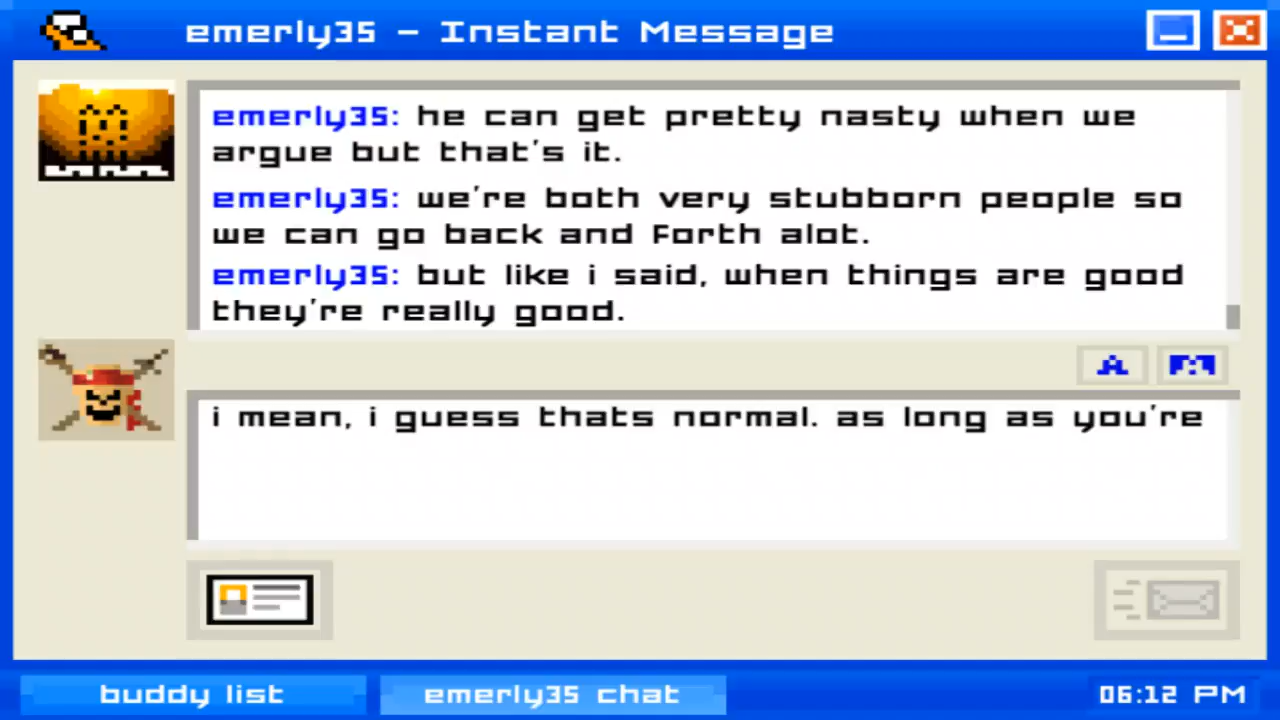 emerly35 - Instant Message
emerly35: he can get pretty nasty when we
argue but that's it.
emerly35: we're both very stubborn people so
we can go back and Forth alot.
emerly35: but like i said, when things are good
they're really good.
A M
i mean, i guess thats normal. as long as you're
buddy list emerly35 chat 06:12 PM